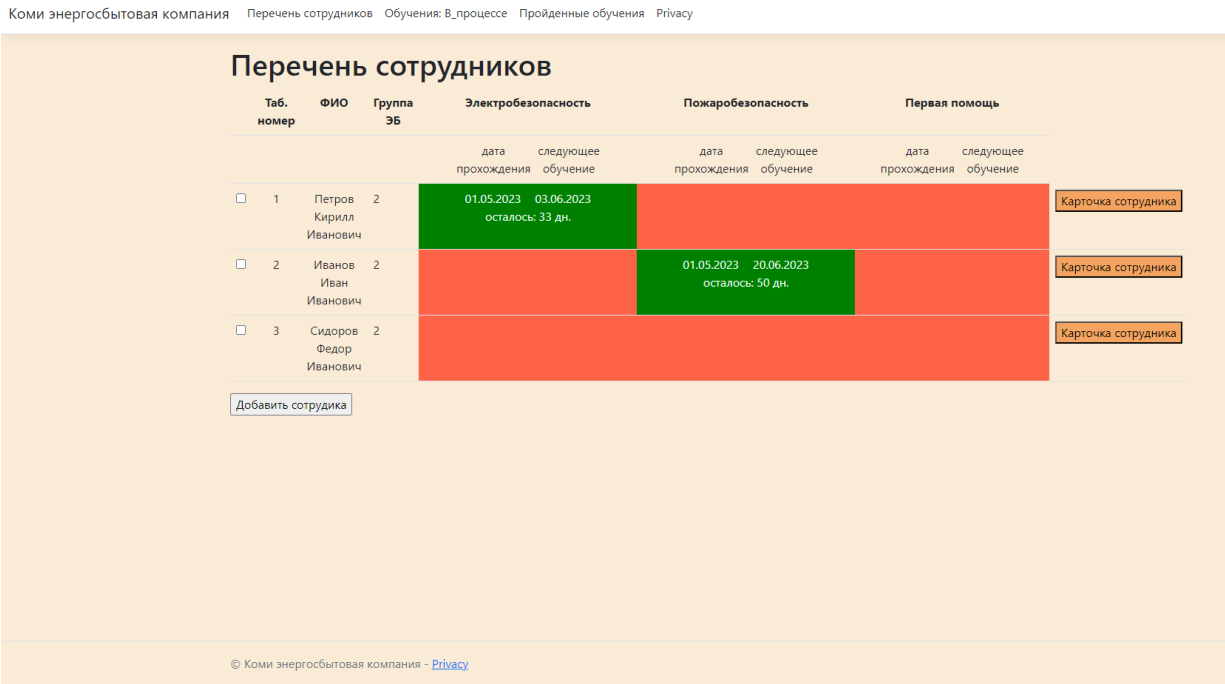 Коми энергосбытовая компания Перечень сотрудников Обучения: В_процессе Пройденные обучения Privacy
Перечень сотрудников
Таб. ФИО Группа Электробезопасность Пожаробезопасность Первая помощь
номер ЭБ
дата следующее дата следующее дата следующее
прохождения обучение прохождения обучение прохождения обучение
1 Петров 2 01.05.2023 03.06.2023 Карточка сотрудника
Кирилл осталось: 33 дн.
Иванович
2 Иванов 2 01.05.2023 20.06.2023 Карточка сотрудника
Иван осталось: 50 дн.
Иванович
3 Сидоров 2 Карточка сотрудника
Федор
Иванович
Добавить сотрудика
© Коми энергосбытовая компания - Privacy